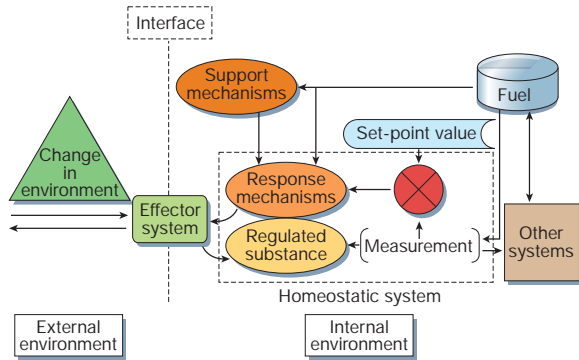 Interface
Support
mechanisms
Fuel
Set-point value
Change
in
environment
Response
mechanisms
Effector
system
Regulated
substance
Measurement
Other
systems
Homeostatic system
External
environment
Internal
environment